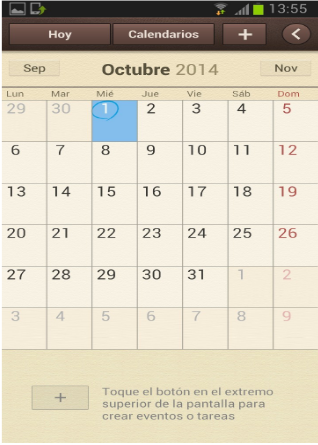 13:55
Hoy Calendarios +
Sep Octubre 2014 Nov
Lun Mar Mié Jue Vie Sáb Dom
29 30 1 2 3 4 5
6 7 8 9 10 11 12
13 14 15 16 17 18 19
20 21 22 23 24 25 26
27 28 29 30 31 1 2
3 4 5 6 7 8 9
+ Toque el botón en el extremo
superior de la pantalla para
crear eventos o tareas